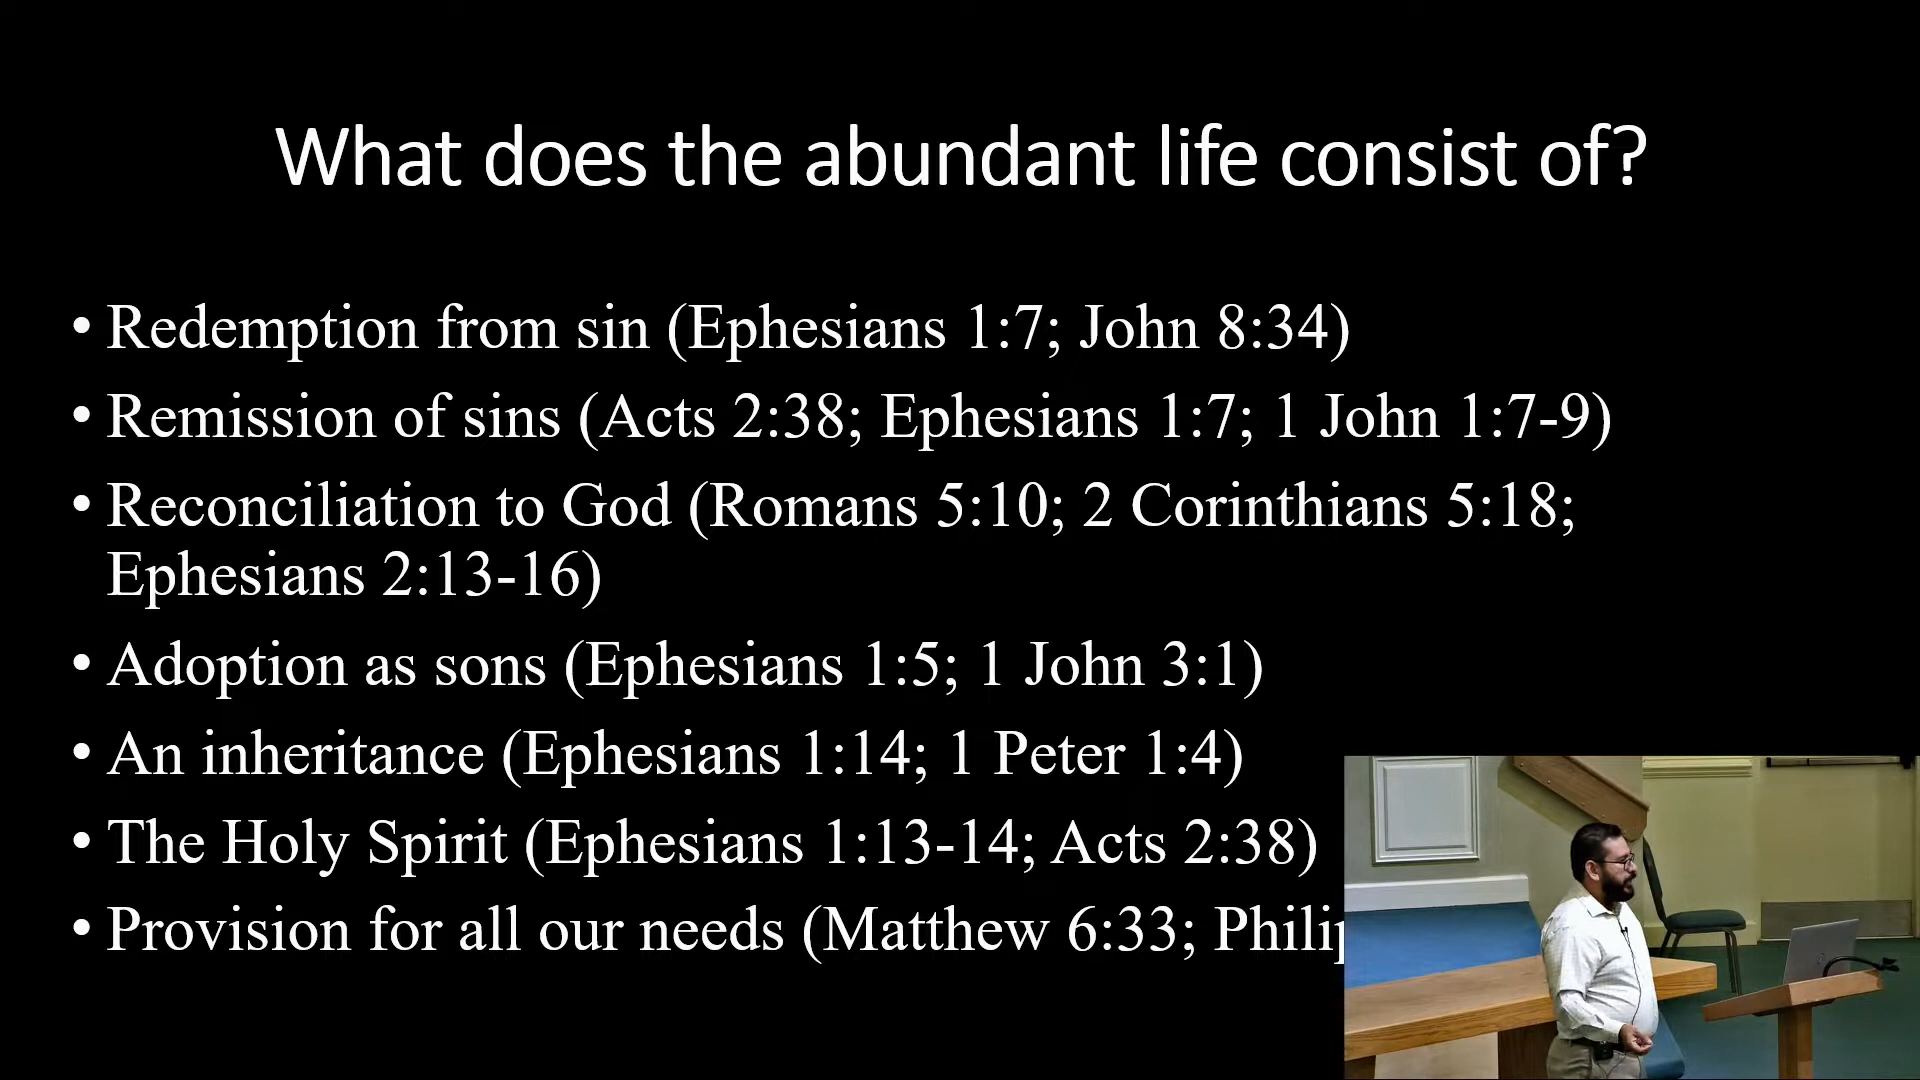 What does the abundant life consist of?
• Redemption from sin (Ephesians 1:7; John 8:34)
• Remission of sins (Acts 2:38; Ephesians 1:7; 1 John 1:7-9)
• Reconciliation to God (Romans 5:10; 2 Corinthians 5:18;
Ephesians 2:13-16)
• Adoption as sons (Ephesians 1:5; 1 John 3:1)
• An inheritance (Ephesians 1:14; 1 Peter 1:4)
• The Holy Spirit (Ephesians 1:13-14; Acts 2:38)
• Provision for all our needs (Matthew 6:33;